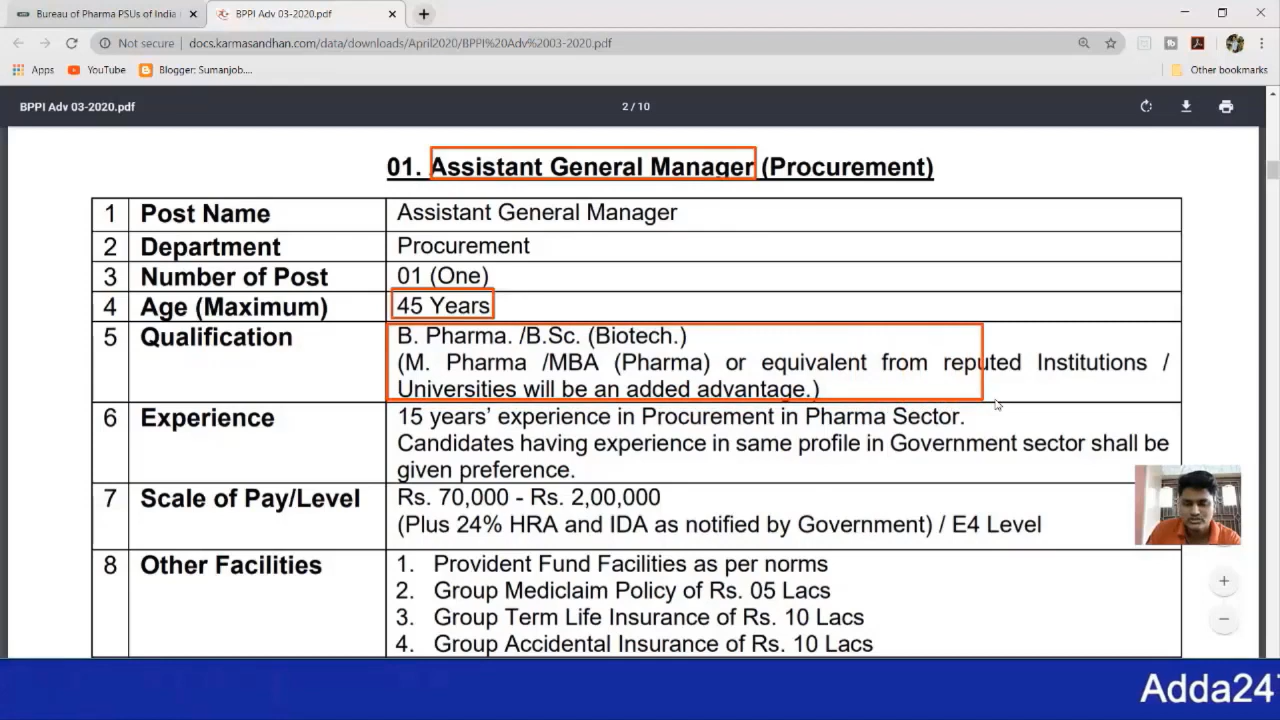 Bureau of Pharma PSUs of India
BPPI Adv 03-2020.pdf
Not secure
docs.karmasandhan.com/data/downloads/April2020/BPPI%20Adv%2003-2020.pdf
Apps
YouTube
Blogger: Sumanjob....
Other bookmarks
BPPI Adv 03-2020.pdf
2 / 10
01. Assistant General Manager (Procurement)
1 Post Name Assistant General Manager
2 Department Procurement
3 Number of Post 01 (One)
4 Age (Maximum) 45 Years
5 Qualification B. Pharma. /B.Sc. (Biotech.)
(M. Pharma /MBA (Pharma) or equivalent from reputed Institutions /
Universities will be an added advantage.)
6 Experience 15 years’ experience in Procurement in Pharma Sector.
Candidates having experience in same profile in Government sector shall be
given preference.
7 Scale of Pay/Level Rs. 70,000 - Rs. 2,00,000
(Plus 24% HRA and IDA as notified by Government) / E4 Level
8 Other Facilities 1. Provident Fund Facilities as per norms
2. Group Mediclaim Policy of Rs. 05 Lacs
3. Group Term Life Insurance of Rs. 10 Lacs
4. Group Accidental Insurance of Rs. 10 Lacs
Adda247